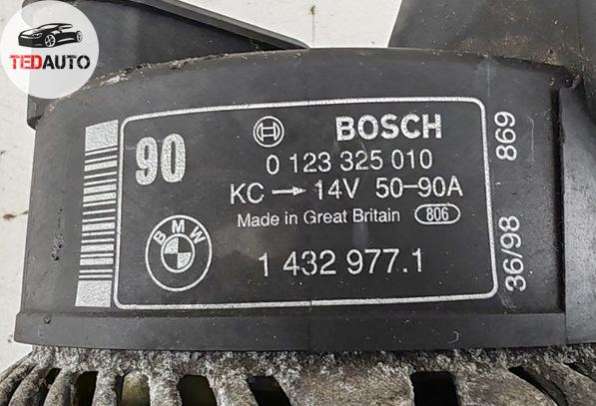 TEDAUTO
90
BOSCH
0 123 325 010
KC → 14V 50-90A
Made in Great Britain 806
BMW
1 432 977.1
869
36/98